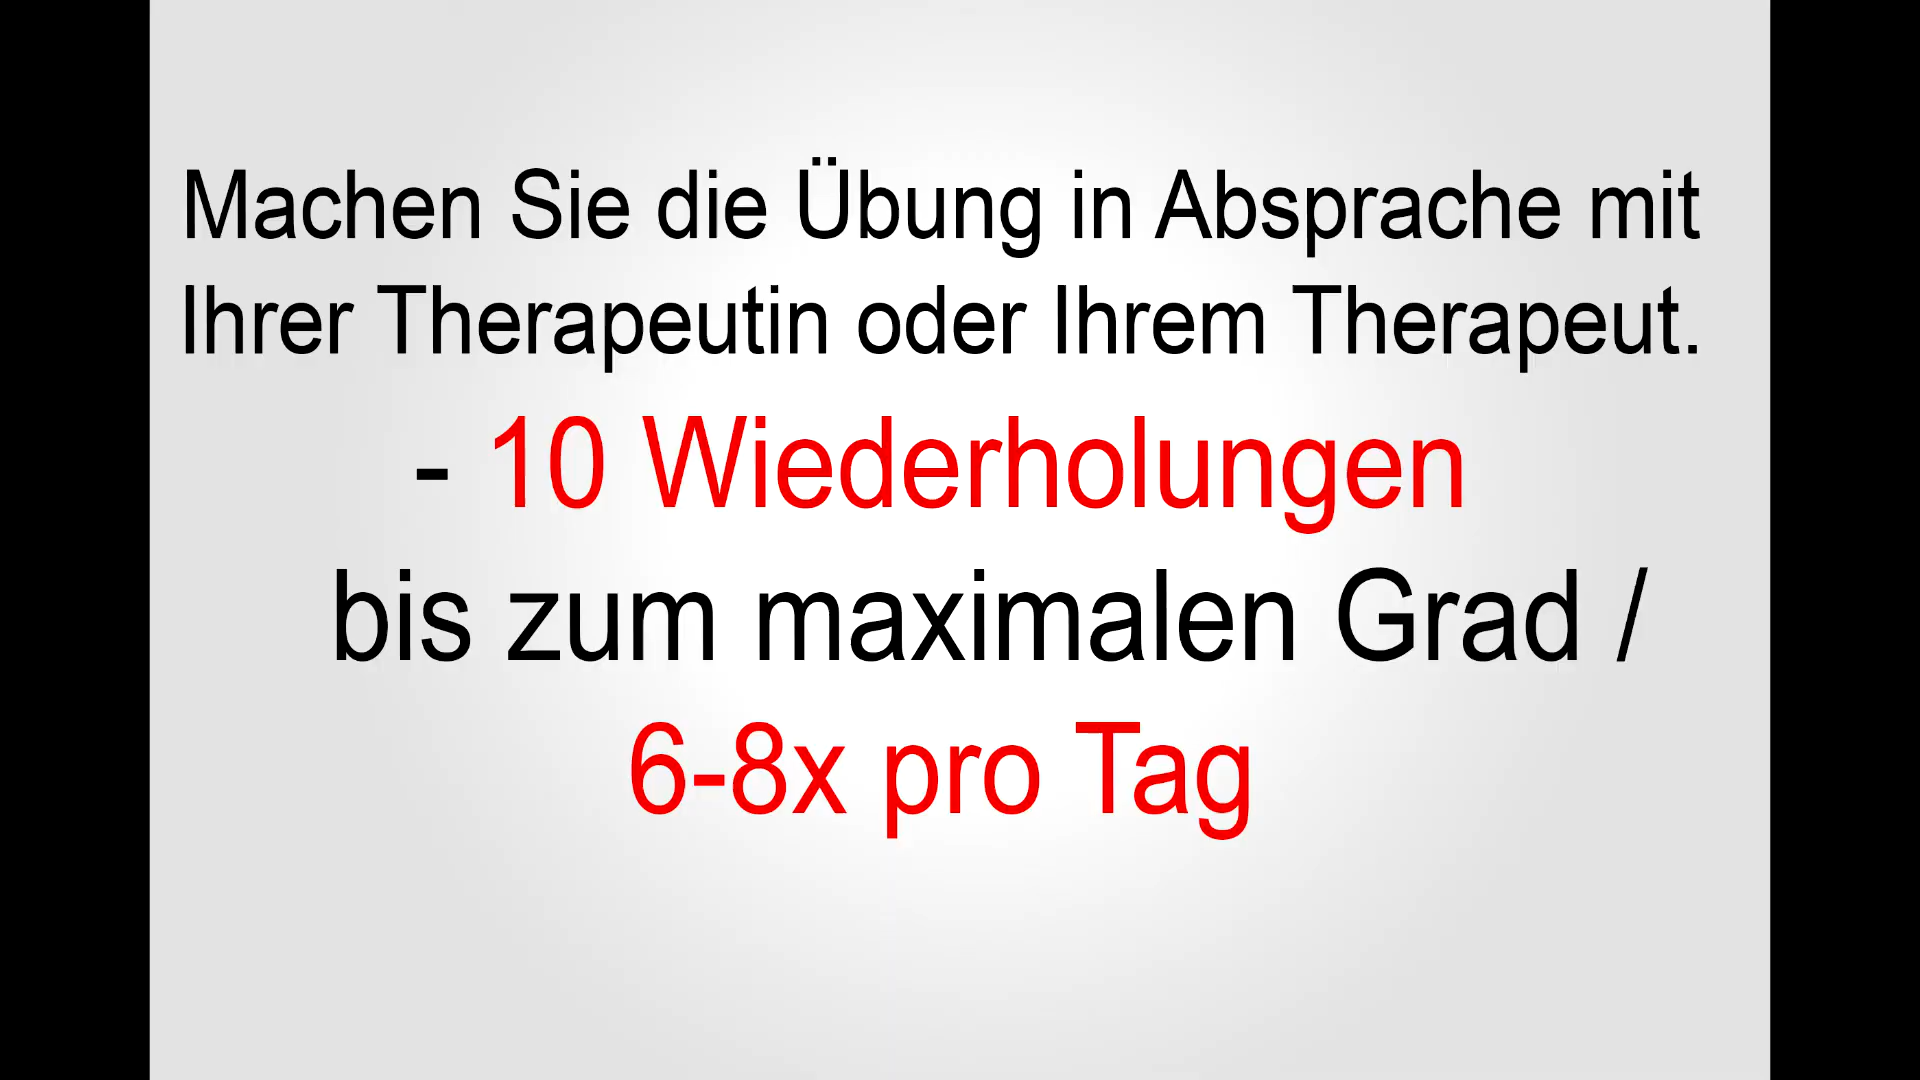 Machen Sie die Übung in Absprache mit
Ihrer Therapeutin oder Ihrem Therapeut.
- 10 Wiederholungen
bis zum maximalen Grad /
6-8x pro Tag